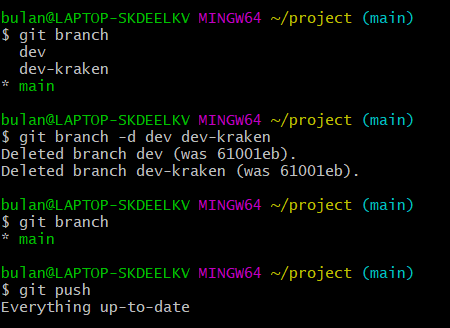 bulan@LAPTOP-SKDEELKV MINGW64 ~/project (main)
$ git branch
  dev
  dev-kraken
* main
bulan@LAPTOP-SKDEELKV MINGW64 ~/project (main)
$ git branch -d dev dev-kraken
Deleted branch dev (was 61001eb).
Deleted branch dev-kraken (was 61001eb).
bulan@LAPTOP-SKDEELKV MINGW64 ~/project (main)
$ git branch
* main
bulan@LAPTOP-SKDEELKV MINGW64 ~/project (main)
$ git push
Everything up-to-date